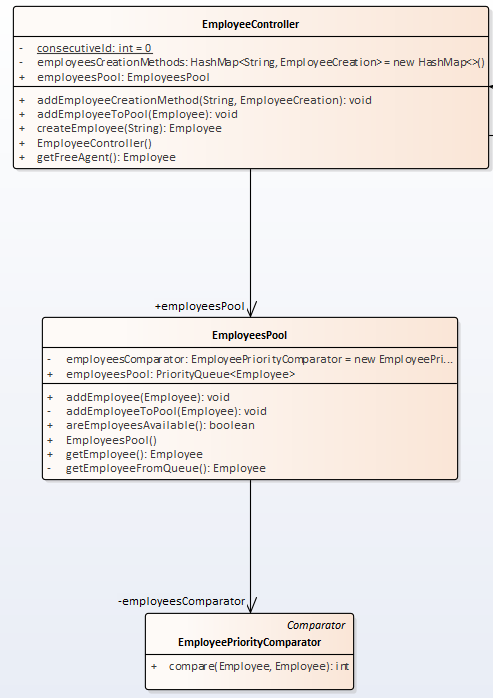 EmployeeController
- consecutiveId: int = 0
- employeesCreationMethods: HashMap<String, EmployeeCreation> = new HashMap<>()
+ employeesPool: EmployeesPool
+ addEmployeeCreationMethod(String, EmployeeCreation): void
+ addEmployeeToPool(Employee): void
+ createEmployee(String): Employee
+ EmployeeController()
+ getFreeAgent(): Employee
+employeesPool
EmployeesPool
- employeesComparator: EmployeePriorityComparator = new EmployeePri...
+ employeesPool: PriorityQueue<Employee>
+ addEmployee(Employee): void
- addEmployeeToPool(Employee): void
+ areEmployeesAvailable(): boolean
+ EmployeesPool()
+ getEmployee(): Employee
- getEmployeeFromQueue(): Employee
-employeesComparator
Comparator
EmployeePriorityComparator
+ compare(Employee, Employee): int